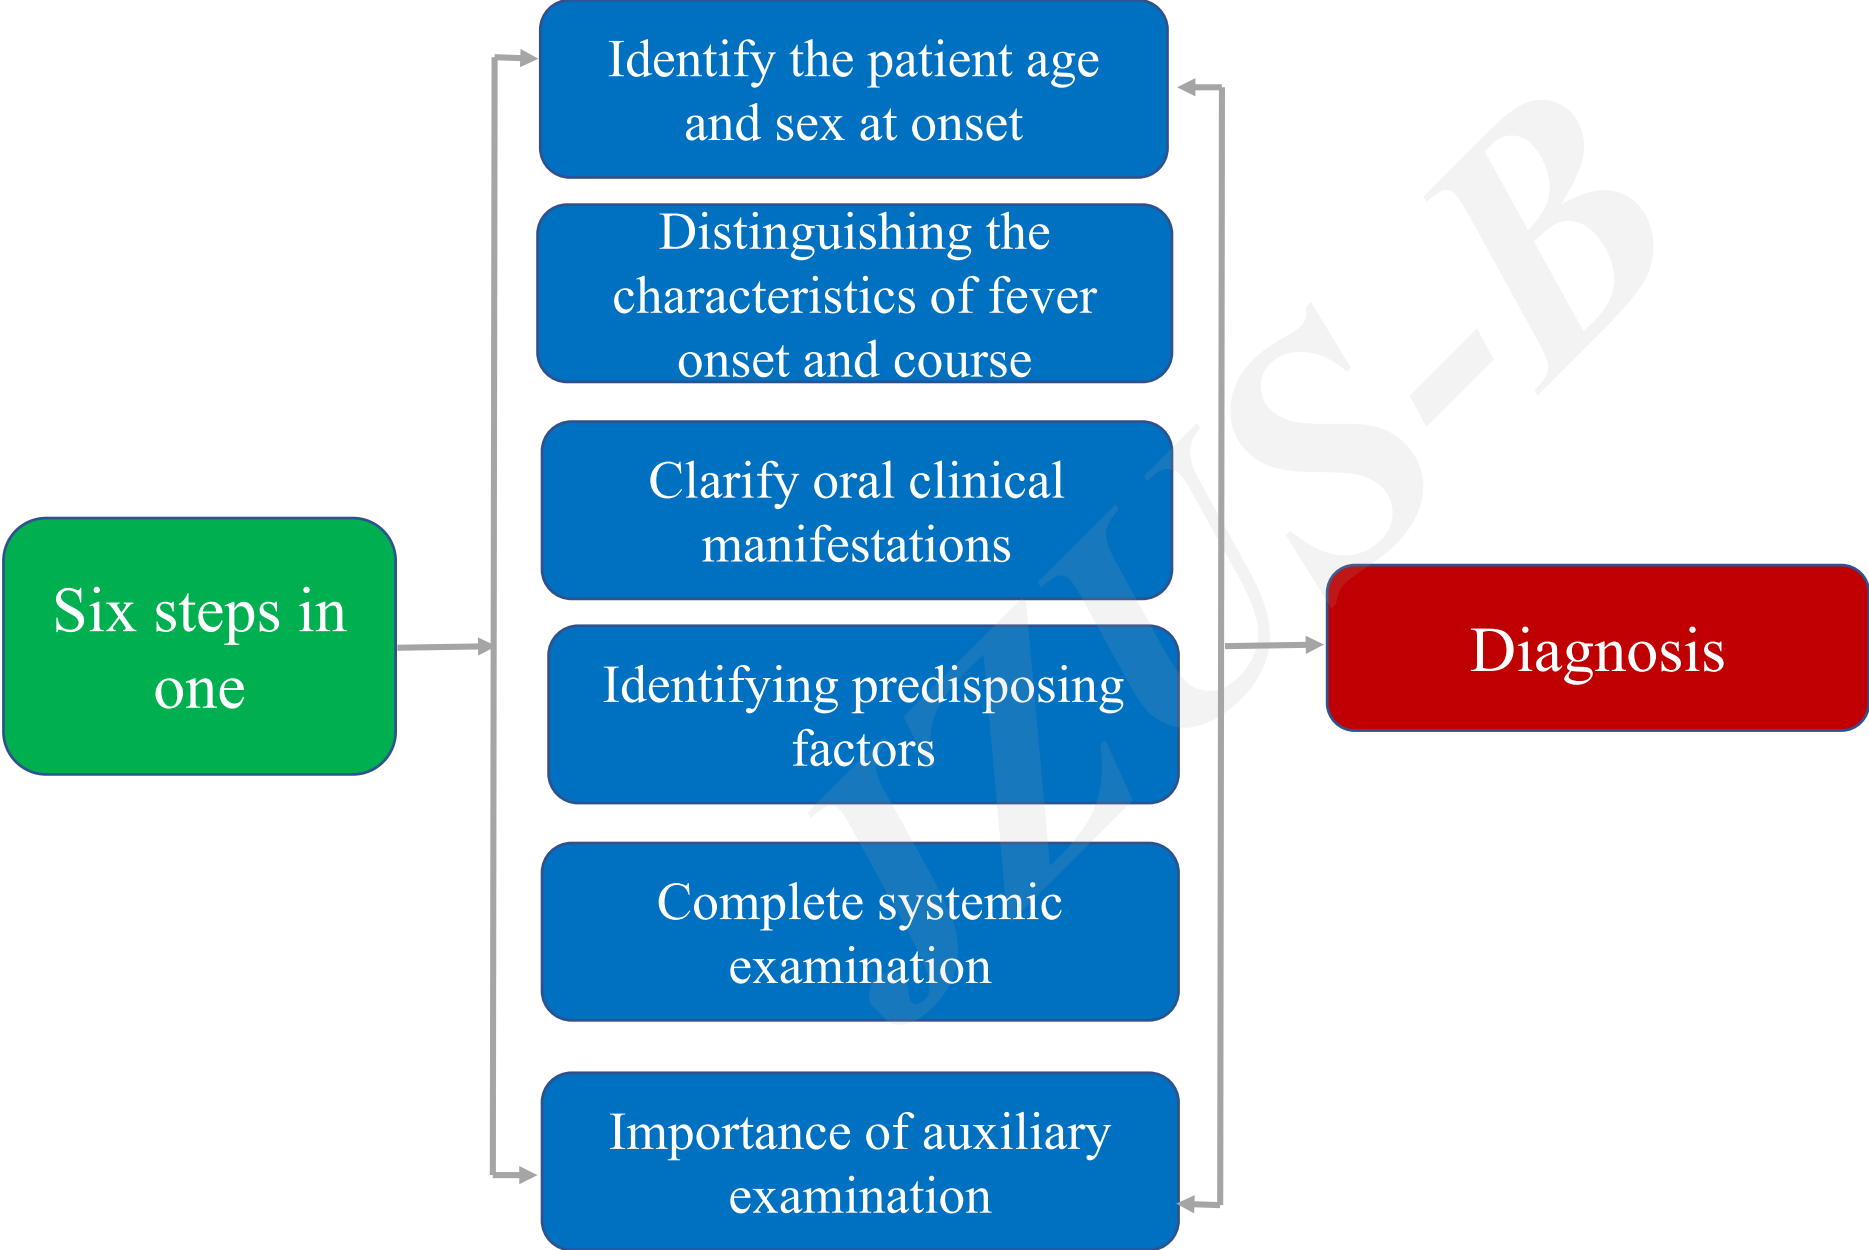 Identify the patient age
and sex at onset
Distinguishing the
characteristics of fever
onset and course
Clarify oral clinical
manifestations
Six steps in
one
Identifying predisposing
factors
Diagnosis
Complete systemic
examination
Importance of auxiliary
examination
JZUS-B